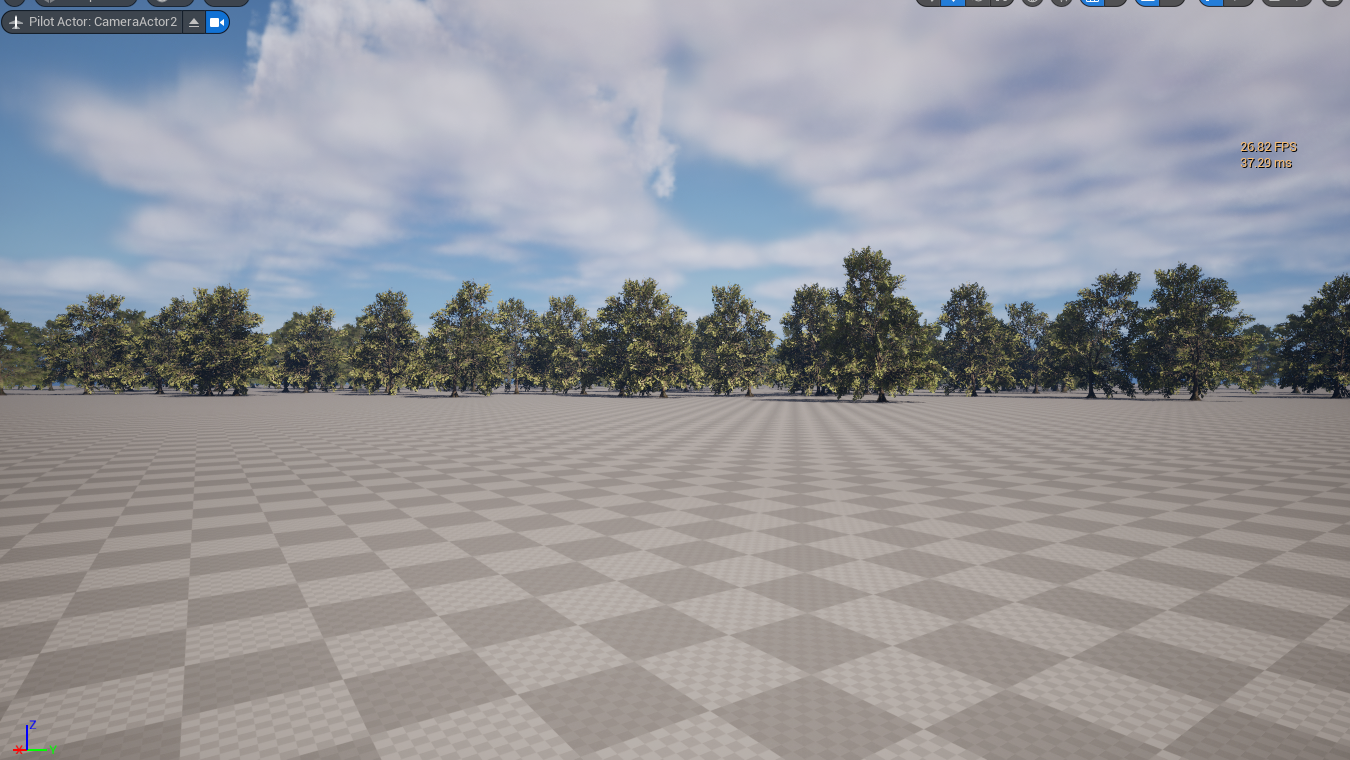 Pilot Actor: CameraActor2
26.82 FPS
37.29 ms
Z
X
Y